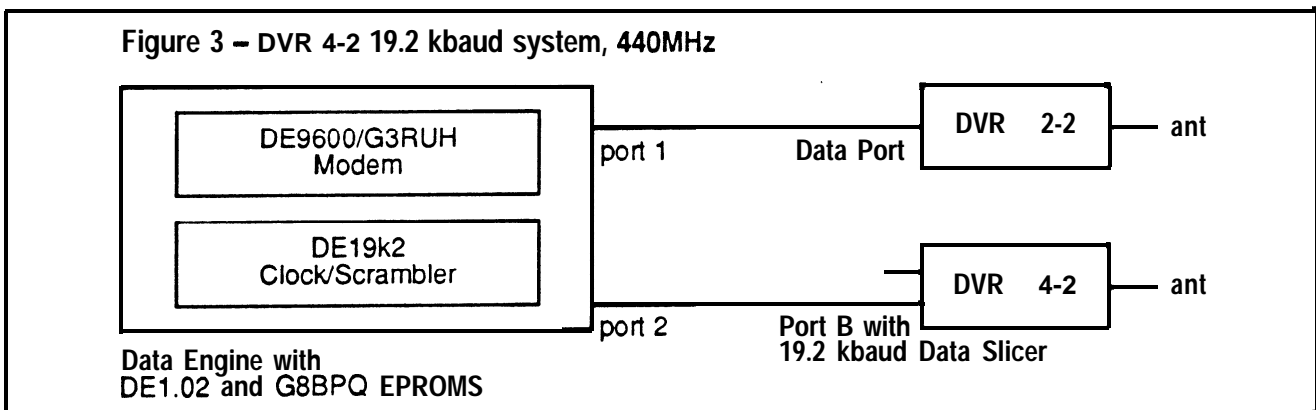 Figure 3 – DVR 4-2 19.2 kbaud system, 440MHz
DE9600/G3RUH
Modem
port 1
Data Port
DVR 2-2
ant
DE19k2
Clock/Scrambler
port 2
Port B with
19.2 kbaud Data Slicer
DVR 4-2
ant
Data Engine with
DE1.02 and G8BPQ EPROMS